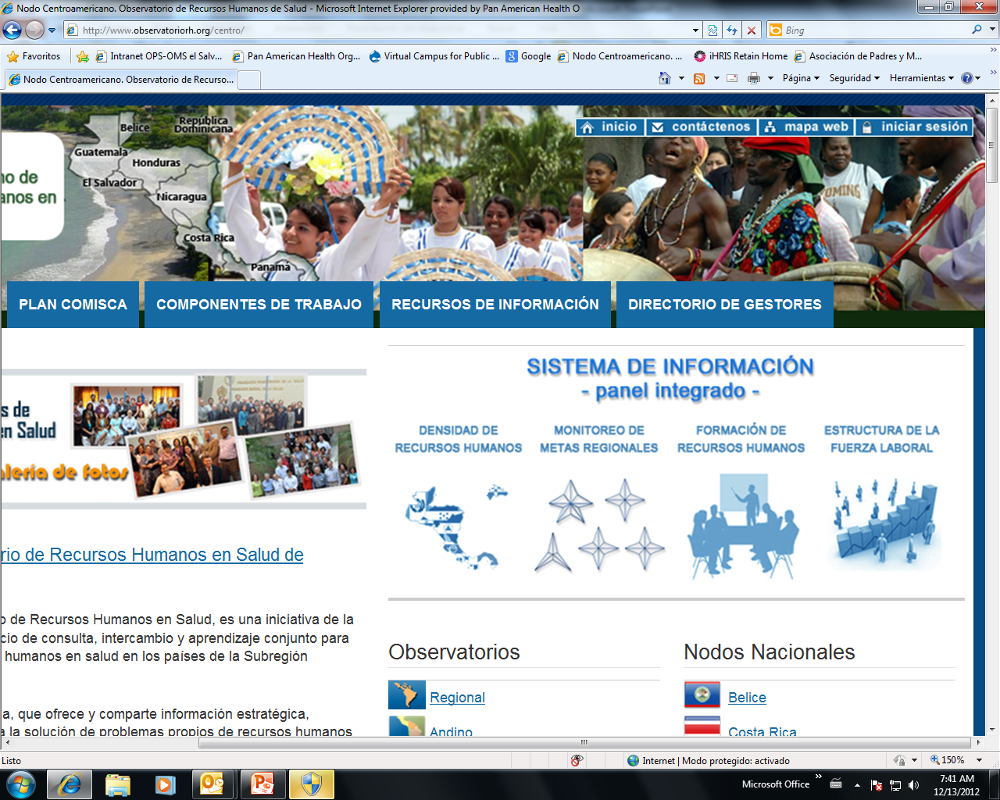 Nodo Centroamericano. Observatorio de Recursos Humanos de Salud - Microsoft Internet Explorer provided by Pan American Health O
http://www.observatoriorh.org/centro/
Bing
Favoritos
Intranet OPS-OMS el Salv...
Pan American Health Org...
Virtual Campus for Public ...
Google
Nodo Centroamericano. ...
iHRIS Retain Home
Asociación de Padres y M...
Nodo Centroamericano. Observatorio de Recurso...
Página
Seguridad
Herramientas
inicio
contáctenos
mapa web
iniciar sesión
Belice
República
Dominicana
Guatemala
Honduras
El Salvador
Nicaragua
Costa Rica
Panamá
no de
anos en
PLAN COMISCA
COMPONENTES DE TRABAJO
RECURSOS DE INFORMACIÓN
DIRECTORIO DE GESTORES
s de
en Salud
alería de fotos
SISTEMA DE INFORMACIÓN
- panel integrado -
DENSIDAD DE
RECURSOS HUMANOS
MONITOREO DE
METAS REGIONALES
FORMACIÓN DE
RECURSOS HUMANOS
ESTRUCTURA DE LA
FUERZA LABORAL
rio de Recursos Humanos en Salud de
o de Recursos Humanos en Salud, es una iniciativa de la
cio de consulta, intercambio y aprendizaje conjunto para
humanos en salud en los países de la Subregión
a, que ofrece y comparte información estratégica,
a la solución de problemas propios de recursos humanos
Observatorios
Regional
Andino
Nodos Nacionales
Belice
Costa Rica
Listo
Internet | Modo protegido: activado
150%
Microsoft Office
7:41 AM
12/13/2012